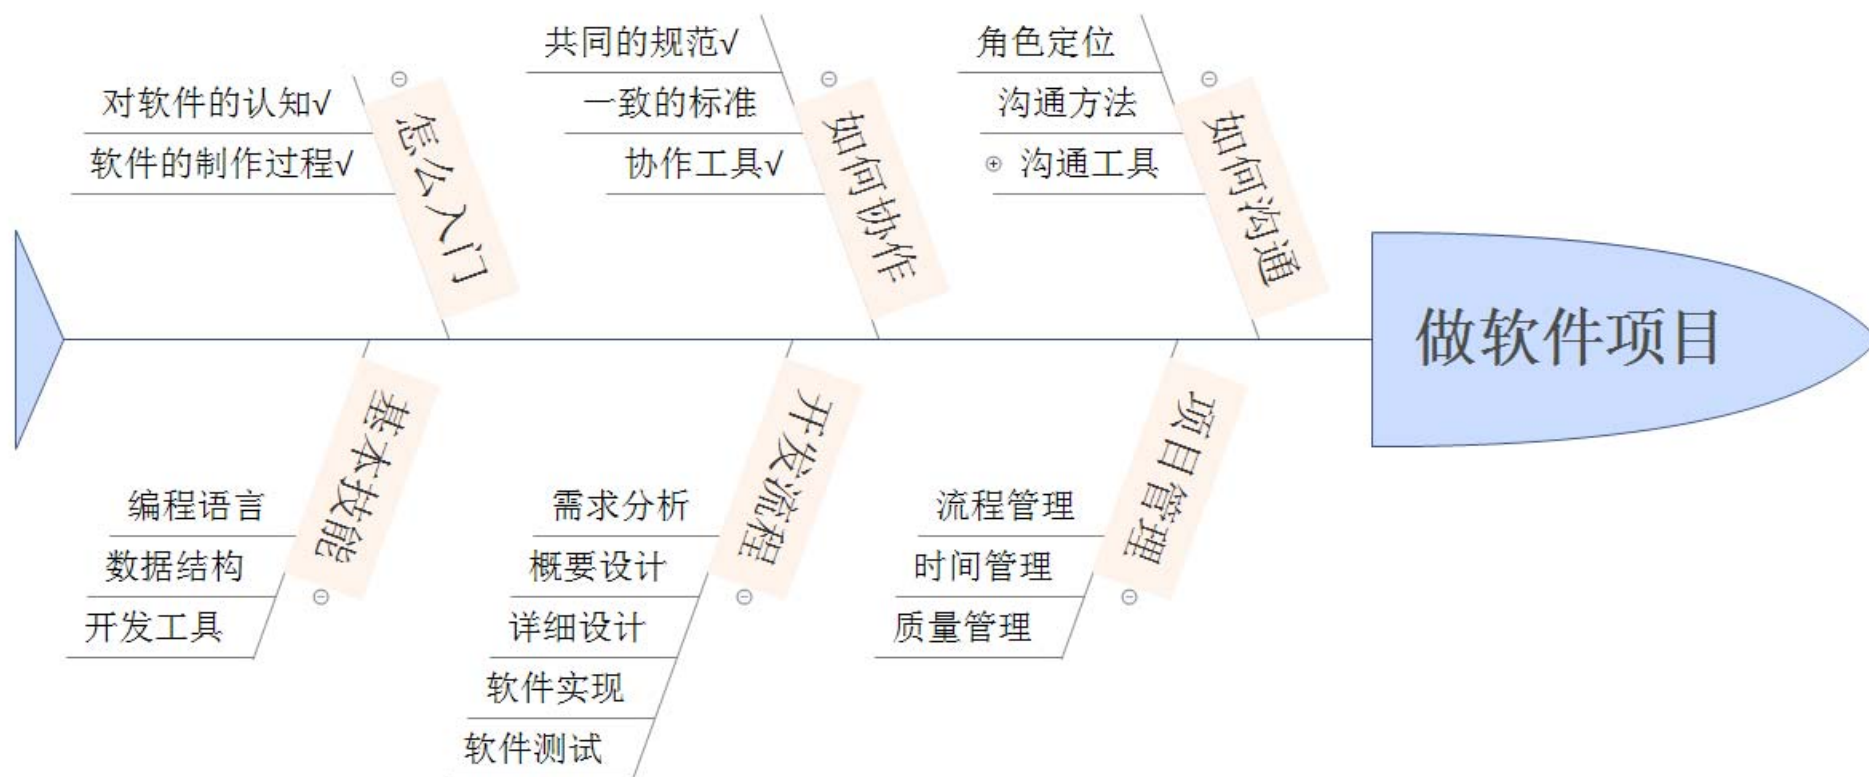 对软件的认知√
软件的制作过程√
怎么入门
共同的规范√
一致的标准
协作工具√
如何协作
角色定位
沟通方法
沟通工具
如何沟通
做软件项目
基本技能
编程语言
数据结构
开发工具
开发流程
需求分析
概要设计
详细设计
软件实现
软件测试
项目管理
流程管理
时间管理
质量管理